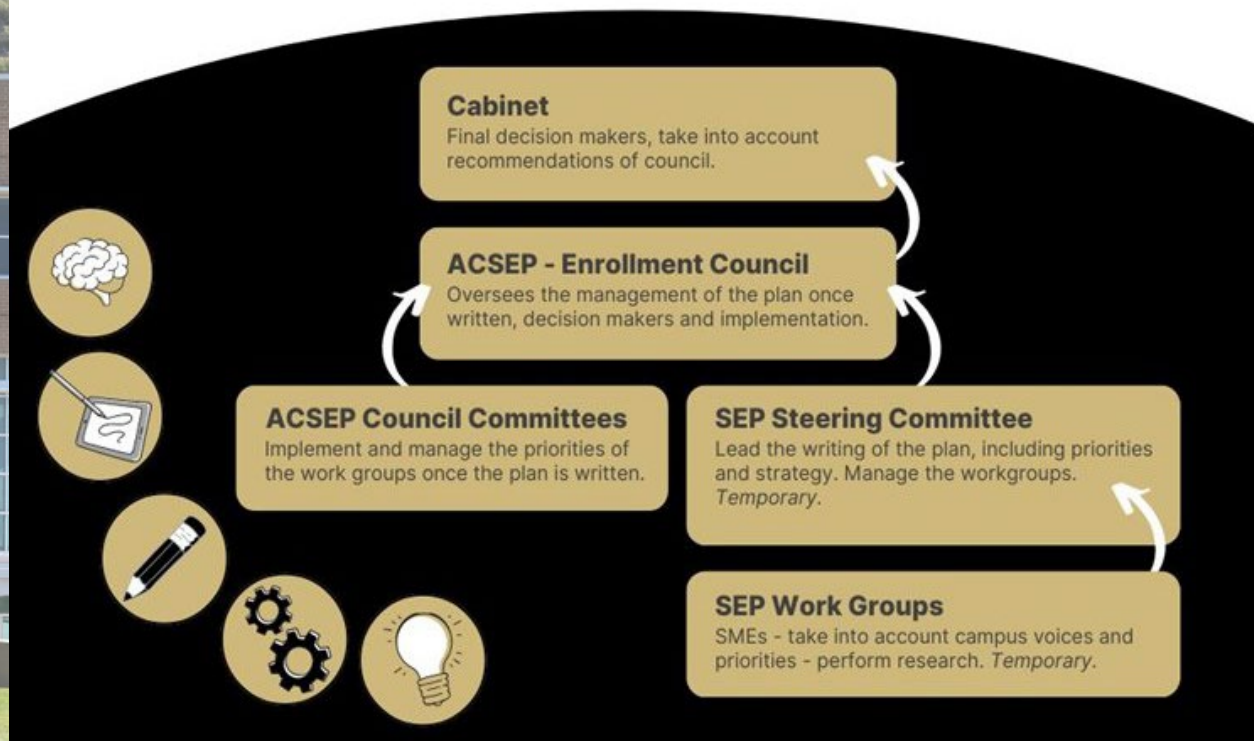 Cabinet
Final decision makers, take into account
recommendations of council.
ACSEP - Enrollment Council
Oversees the management of the plan once
written, decision makers and implementation.
ACSEP Council Committees
Implement and manage the priorities of
the work groups once the plan is written.
SEP Steering Committee
Lead the writing of the plan, including priorities
and strategy. Manage the workgroups.
Temporary.
SEP Work Groups
SMEs - take into account campus voices and
priorities - perform research. Temporary.